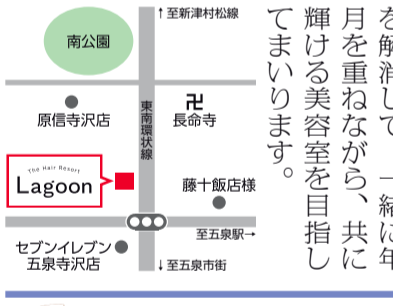 ↑至新津村松線
南公園
東南環状線
卍
原信寺沢店
長命寺
The Hair Resort
Lagoon
藤十飯店様
至五泉駅→
セブンイレブン
五泉寺沢店
↓至五泉市街
を解消して、一緒に年
月を重ねながら、共に
輝ける美容室を目指し
てまいります。